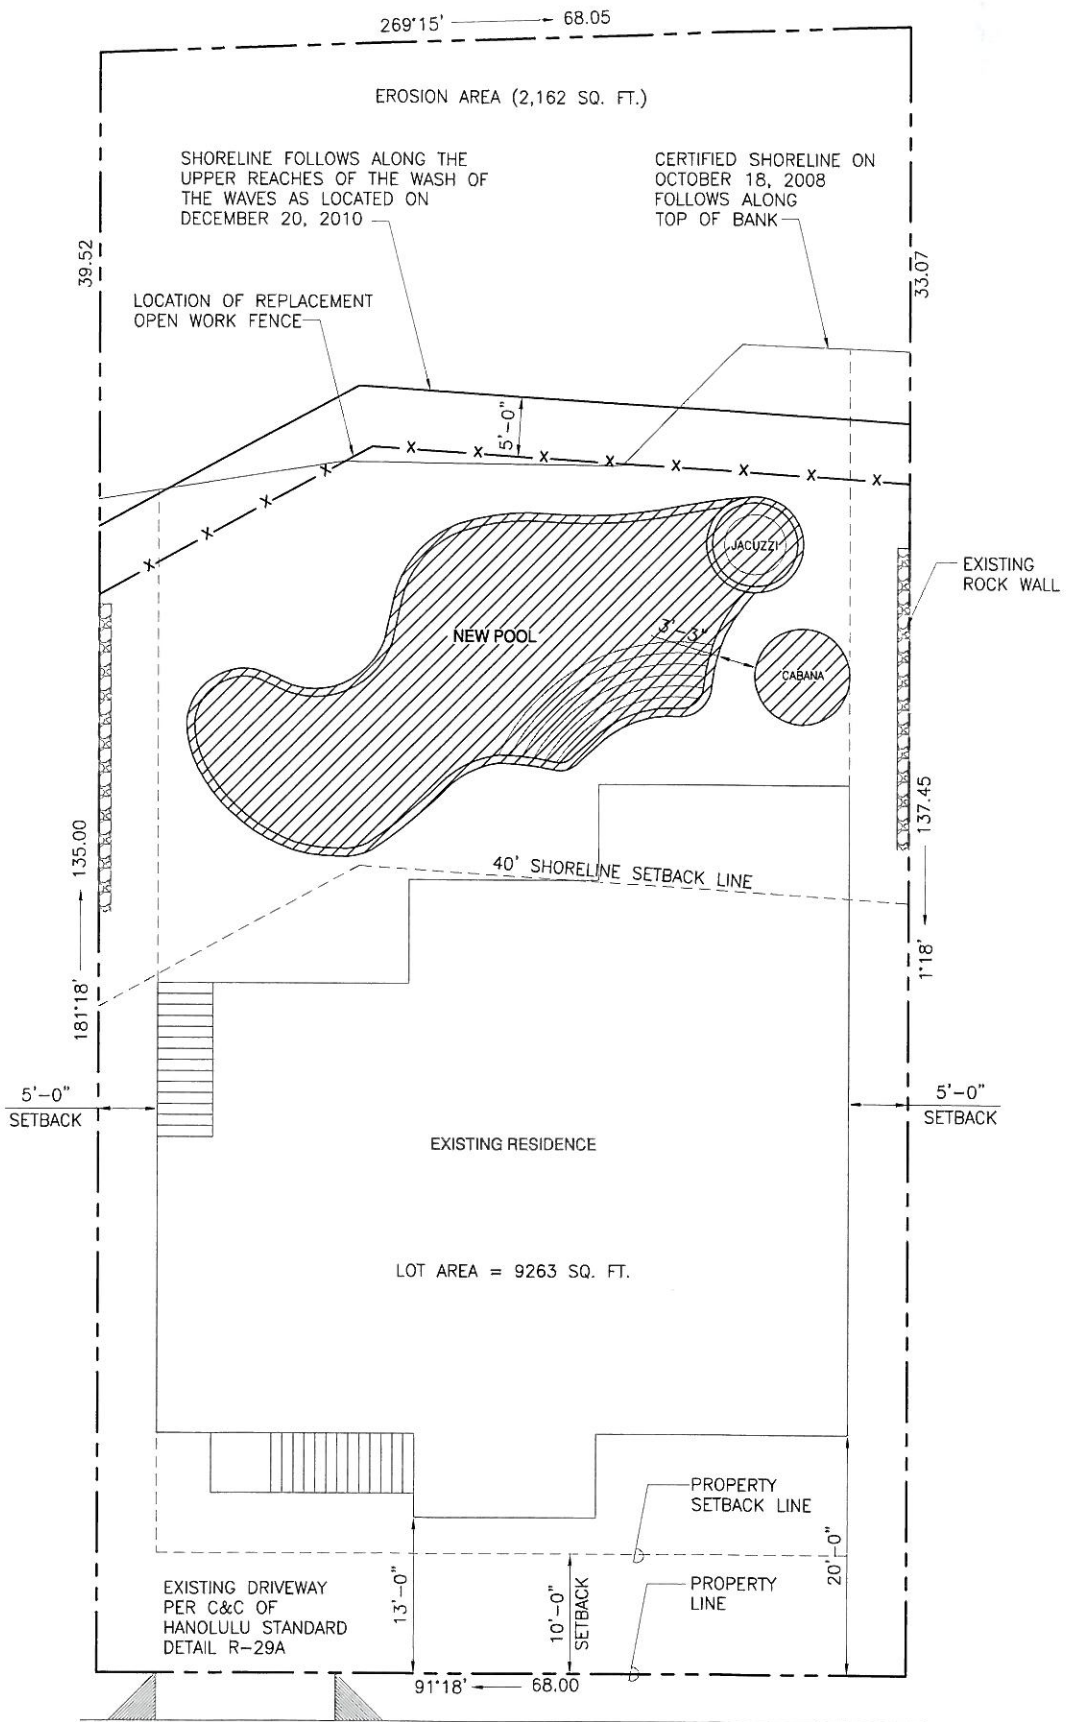 269°15' 68.05
EROSION AREA (2,162 SQ. FT.)
SHORELINE FOLLOWS ALONG THE
UPPER REACHES OF THE WASH OF
THE WAVES AS LOCATED ON
DECEMBER 20, 2010
CERTIFIED SHORELINE ON
OCTOBER 18, 2008
FOLLOWS ALONG
TOP OF BANK
39.52
33.07
LOCATION OF REPLACEMENT
OPEN WORK FENCE
5'-0"
X X X X X X X X X X X X
JACUZZI
EXISTING
ROCK WALL
NEW POOL
3'-3"
CABANA
181°18' 135.00
137.45
1°18'
40' SHORELINE SETBACK LINE
5'-0"
SETBACK
5'-0"
SETBACK
EXISTING RESIDENCE
LOT AREA = 9263 SQ. FT.
PROPERTY
SETBACK LINE
20'-0"
13'-0"
10'-0"
SETBACK
PROPERTY
LINE
EXISTING DRIVEWAY
PER C&C OF
HANOLULU STANDARD
DETAIL R-29A
91°18' 68.00